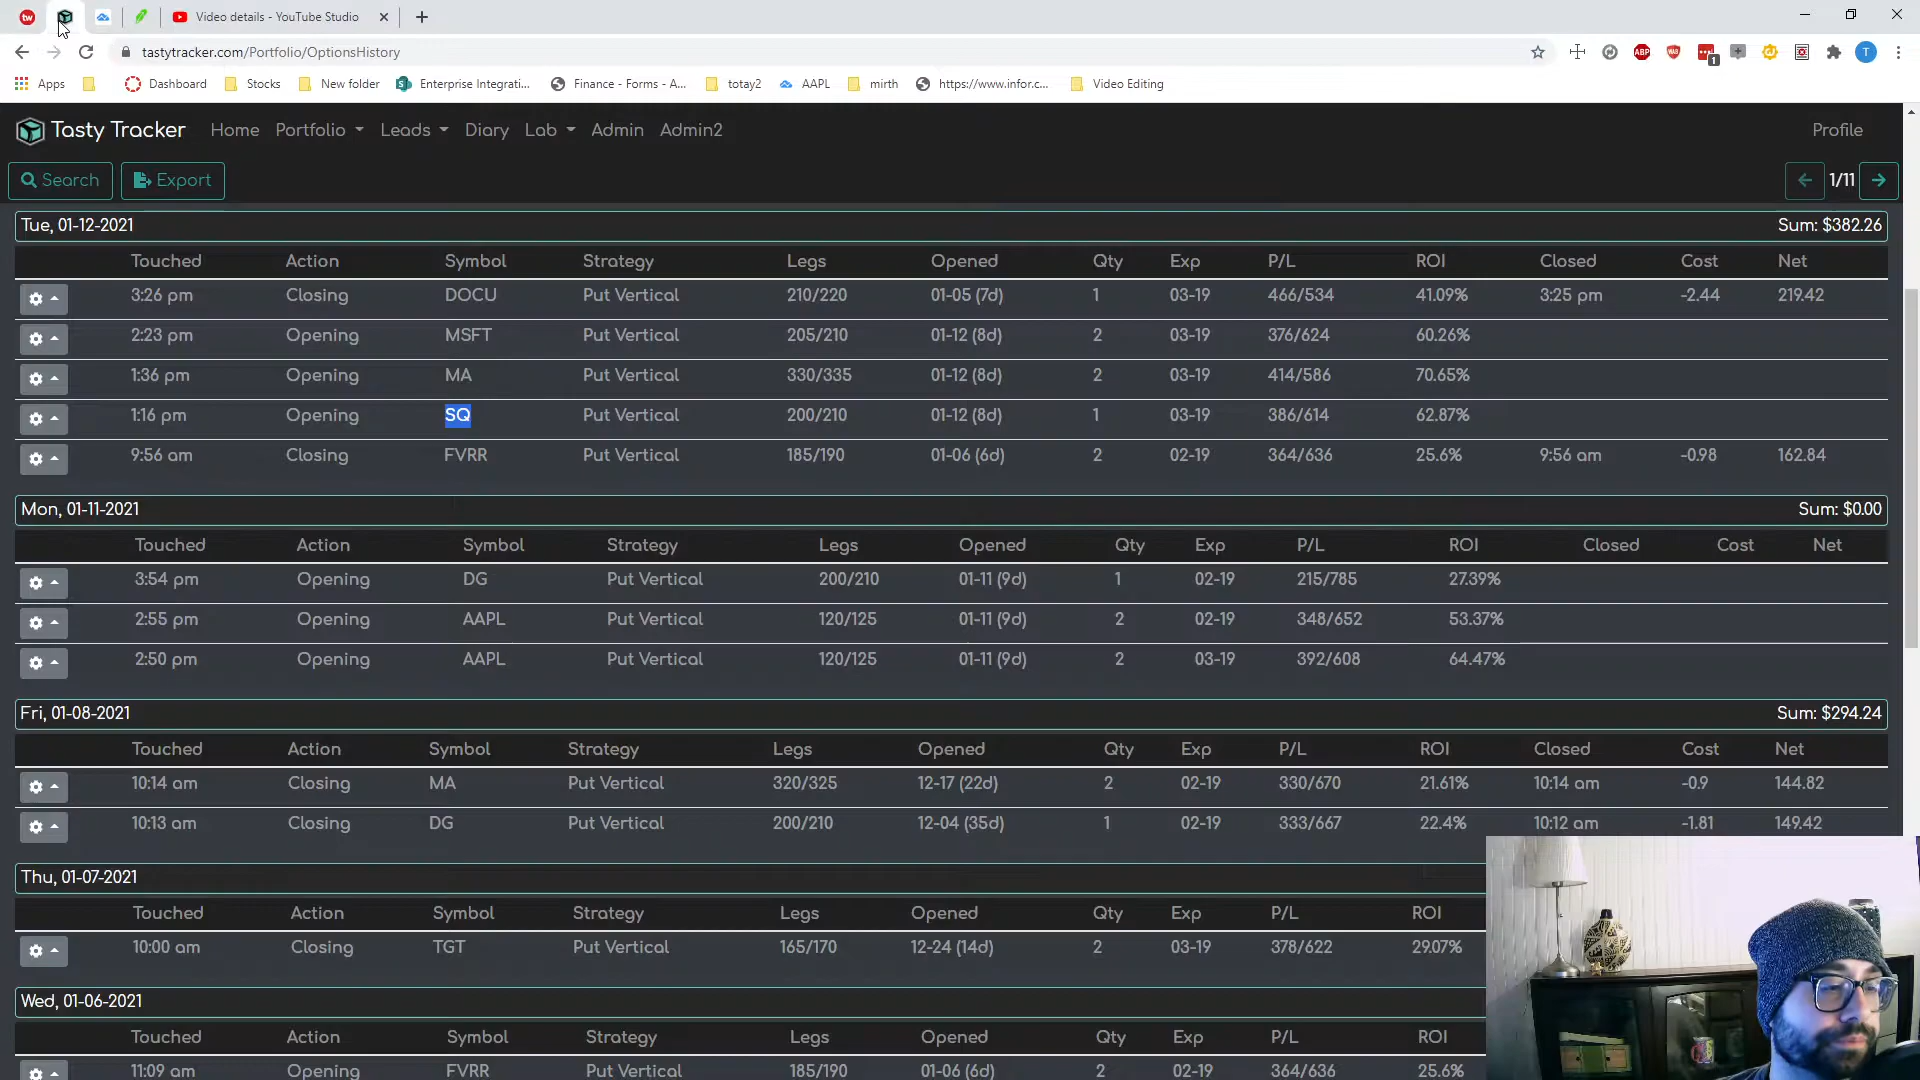 tw
Video details - YouTube Studio
tastytracker.com/Portfolio/OptionsHistory
ABP
1
T
Apps
Dashboard
Stocks
New folder
Enterprise Integrati...
Finance - Forms - A...
totay2
AAPL
mirth
https://www.infor.c...
Video Editing
Tasty Tracker
Home
Portfolio
Leads
Diary
Lab
Admin
Admin2
Profile
Search
Export
1/11
Tue, 01-12-2021 Sum: $382.26
Touched Action Symbol Strategy Legs Opened Qty Exp P/L ROI Closed Cost Net
3:26 pm Closing DOCU Put Vertical 210/220 01-05 (7d) 1 03-19 466/534 41.09% 3:25 pm -2.44 219.42
2:23 pm Opening MSFT Put Vertical 205/210 01-12 (8d) 2 03-19 376/624 60.26%
1:36 pm Opening MA Put Vertical 330/335 01-12 (8d) 2 03-19 414/586 70.65%
1:16 pm Opening SQ Put Vertical 200/210 01-12 (8d) 1 03-19 386/614 62.87%
9:56 am Closing FVRR Put Vertical 185/190 01-06 (6d) 2 02-19 364/636 25.6% 9:56 am -0.98 162.84
Mon, 01-11-2021 Sum: $0.00
Touched Action Symbol Strategy Legs Opened Qty Exp P/L ROI Closed Cost Net
3:54 pm Opening DG Put Vertical 200/210 01-11 (9d) 1 02-19 215/785 27.39%
2:55 pm Opening AAPL Put Vertical 120/125 01-11 (9d) 2 02-19 348/652 53.37%
2:50 pm Opening AAPL Put Vertical 120/125 01-11 (9d) 2 03-19 392/608 64.47%
Fri, 01-08-2021 Sum: $294.24
Touched Action Symbol Strategy Legs Opened Qty Exp P/L ROI Closed Cost Net
10:14 am Closing MA Put Vertical 320/325 12-17 (22d) 2 02-19 330/670 21.61% 10:14 am -0.9 144.82
10:13 am Closing DG Put Vertical 200/210 12-04 (35d) 1 02-19 333/667 22.4% 10:12 am -1.81 149.42
Thu, 01-07-2021
Touched Action Symbol Strategy Legs Opened Qty Exp P/L ROI
10:00 am Closing TGT Put Vertical 165/170 12-24 (14d) 2 03-19 378/622 29.07%
Wed, 01-06-2021
Touched Action Symbol Strategy Legs Opened Qty Exp P/L ROI
11:09 am Opening FVRR Put Vertical 185/190 01-06 (6d) 2 02-19 364/636 25.6%